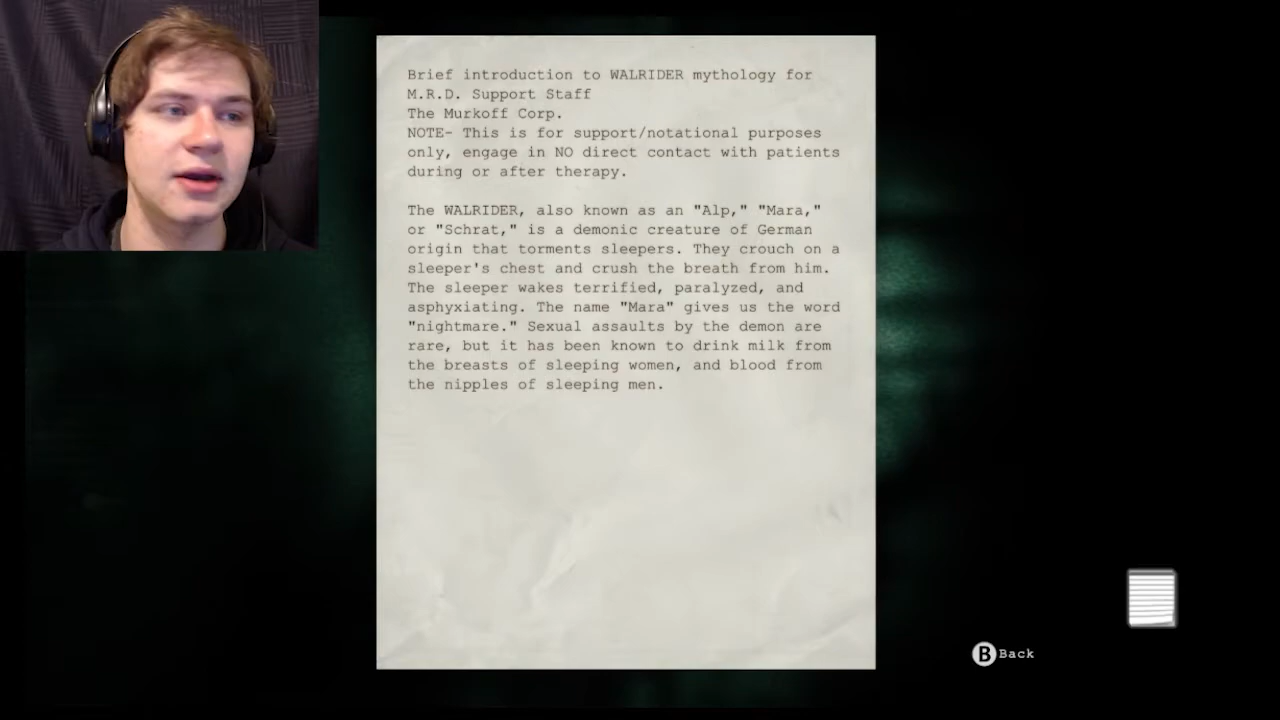 Brief introduction to WALRIDER mythology for
M.R.D. Support Staff
The Murkoff Corp.
NOTE- This is for support/notational purposes
only, engage in NO direct contact with patients
during or after therapy.
The WALRIDER, also known as an "Alp," "Mara,"
or "Schrat," is a demonic creature of German
origin that torments sleepers. They crouch on a
sleeper's chest and crush the breath from him.
The sleeper wakes terrified, paralyzed, and
asphyxiating. The name "Mara" gives us the word
"nightmare." Sexual assaults by the demon are
rare, but it has been known to drink milk from
the breasts of sleeping women, and blood from
the nipples of sleeping men.
B Back